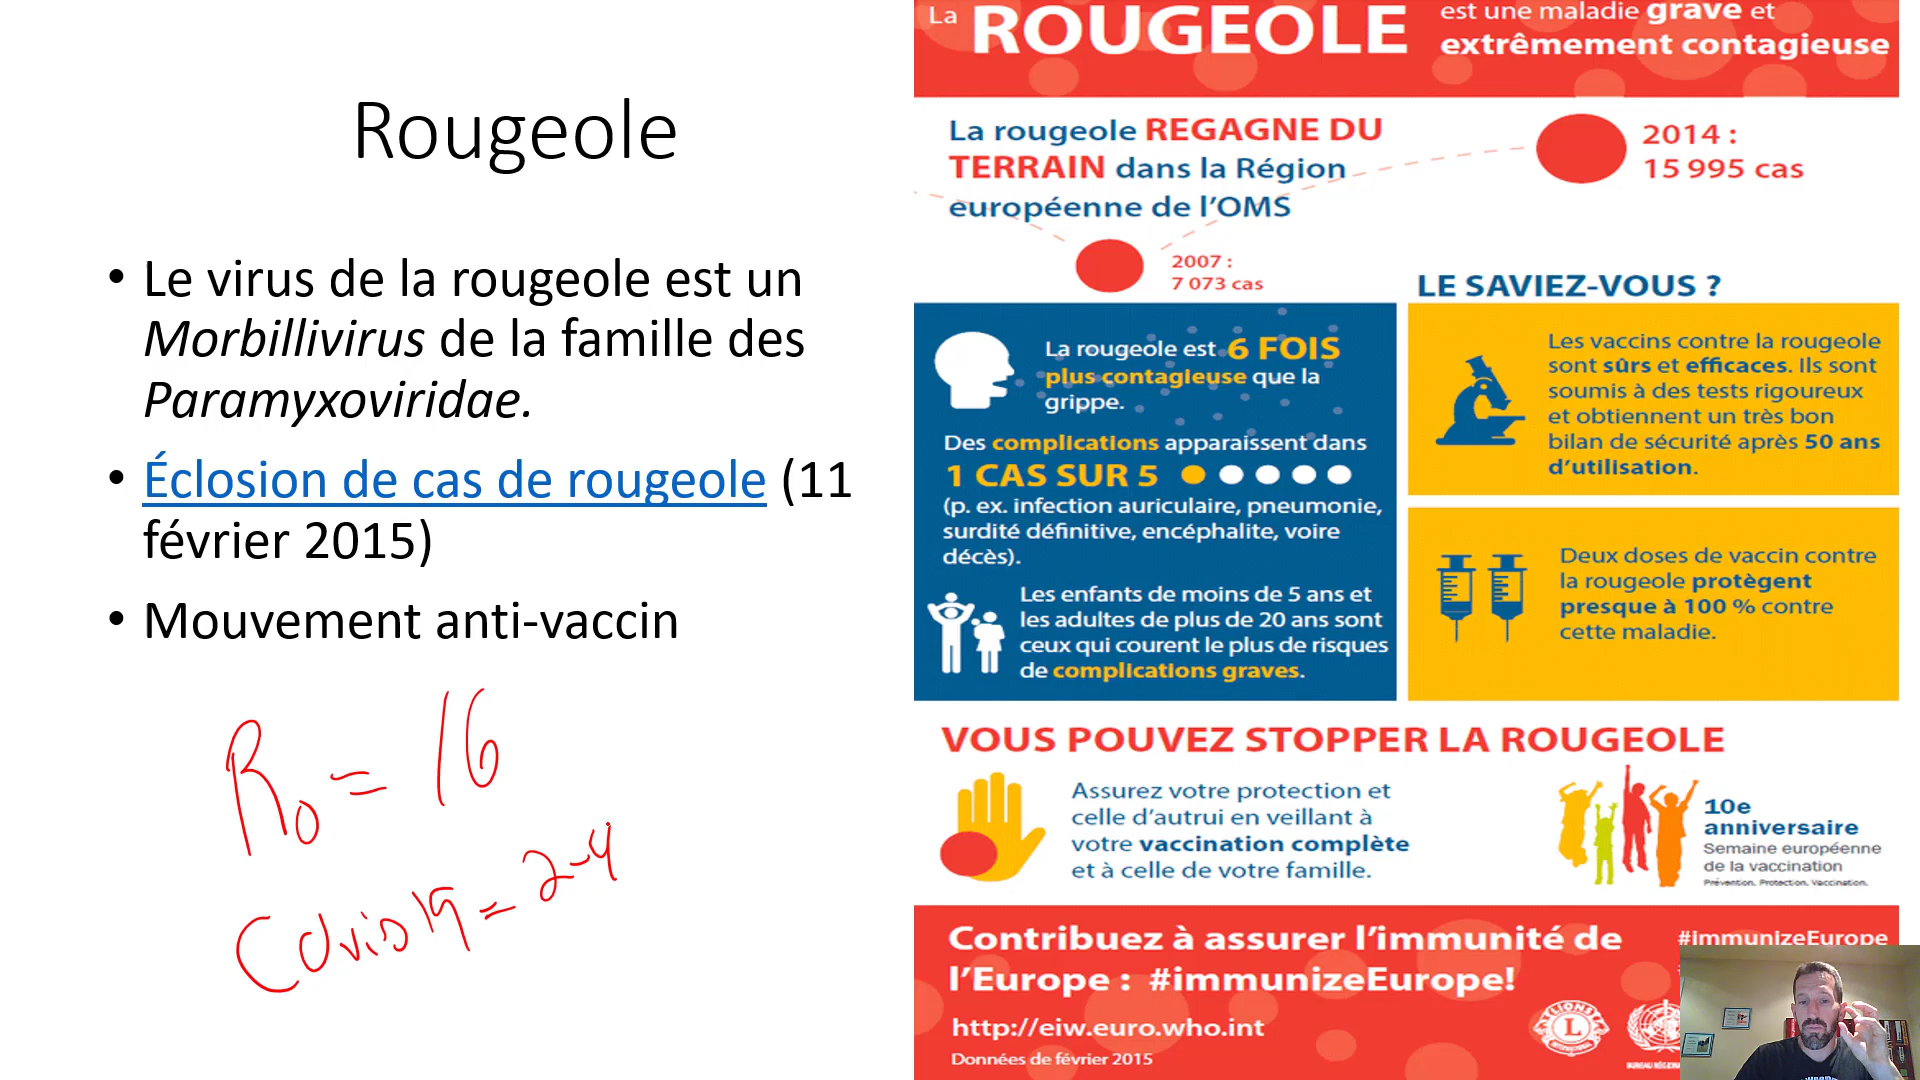 Rougeole
• Le virus de la rougeole est un
Morbillivirus de la famille des
Paramyxoviridae.
• Éclosion de cas de rougeole (11
février 2015)
• Mouvement anti-vaccin
R0 = 16
Covid 19 = 2-4
La ROUGEOLE
est une maladie grave et
extrêmement contagieuse
La rougeole REGAGNE DU
TERRAIN dans la Région
européenne de l'OMS
2014 :
15 995 cas
2007 :
7 073 cas
La rougeole est 6 FOIS
plus contagieuse que la
grippe.
Des complications apparaissent dans
1 CAS SUR 5
(p. ex. infection auriculaire, pneumonie,
surdité définitive, encéphalite, voire
décès).
Les enfants de moins de 5 ans et
les adultes de plus de 20 ans sont
ceux qui courent le plus de risques
de complications graves.
LE SAVIEZ-VOUS ?
Les vaccins contre la rougeole
sont sûrs et efficaces. Ils sont
soumis à des tests rigoureux
et obtiennent un très bon
bilan de sécurité après 50 ans
d'utilisation.
Deux doses de vaccin contre
la rougeole protègent
presque à 100 % contre
cette maladie.
VOUS POUVEZ STOPPER LA ROUGEOLE
Assurez votre protection et
celle d'autrui en veillant à
votre vaccination complète
et à celle de votre famille.
10e
anniversaire
Semaine européenne
de la vaccination
Prévention. Protection. Vaccination.
Contribuez à assurer l'immunité de
l'Europe : #immunizeEurope!
#immunizeEurope
http://eiw.euro.who.int
Données de février 2015
LIONS
L
INTERNATIONAL